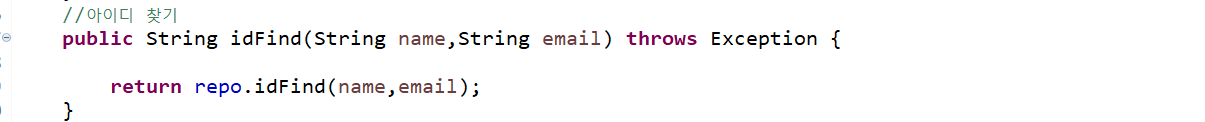 //아이디 찾기
public String idFind(String name,String email) throws Exception {
return repo.idFind(name,email);
}